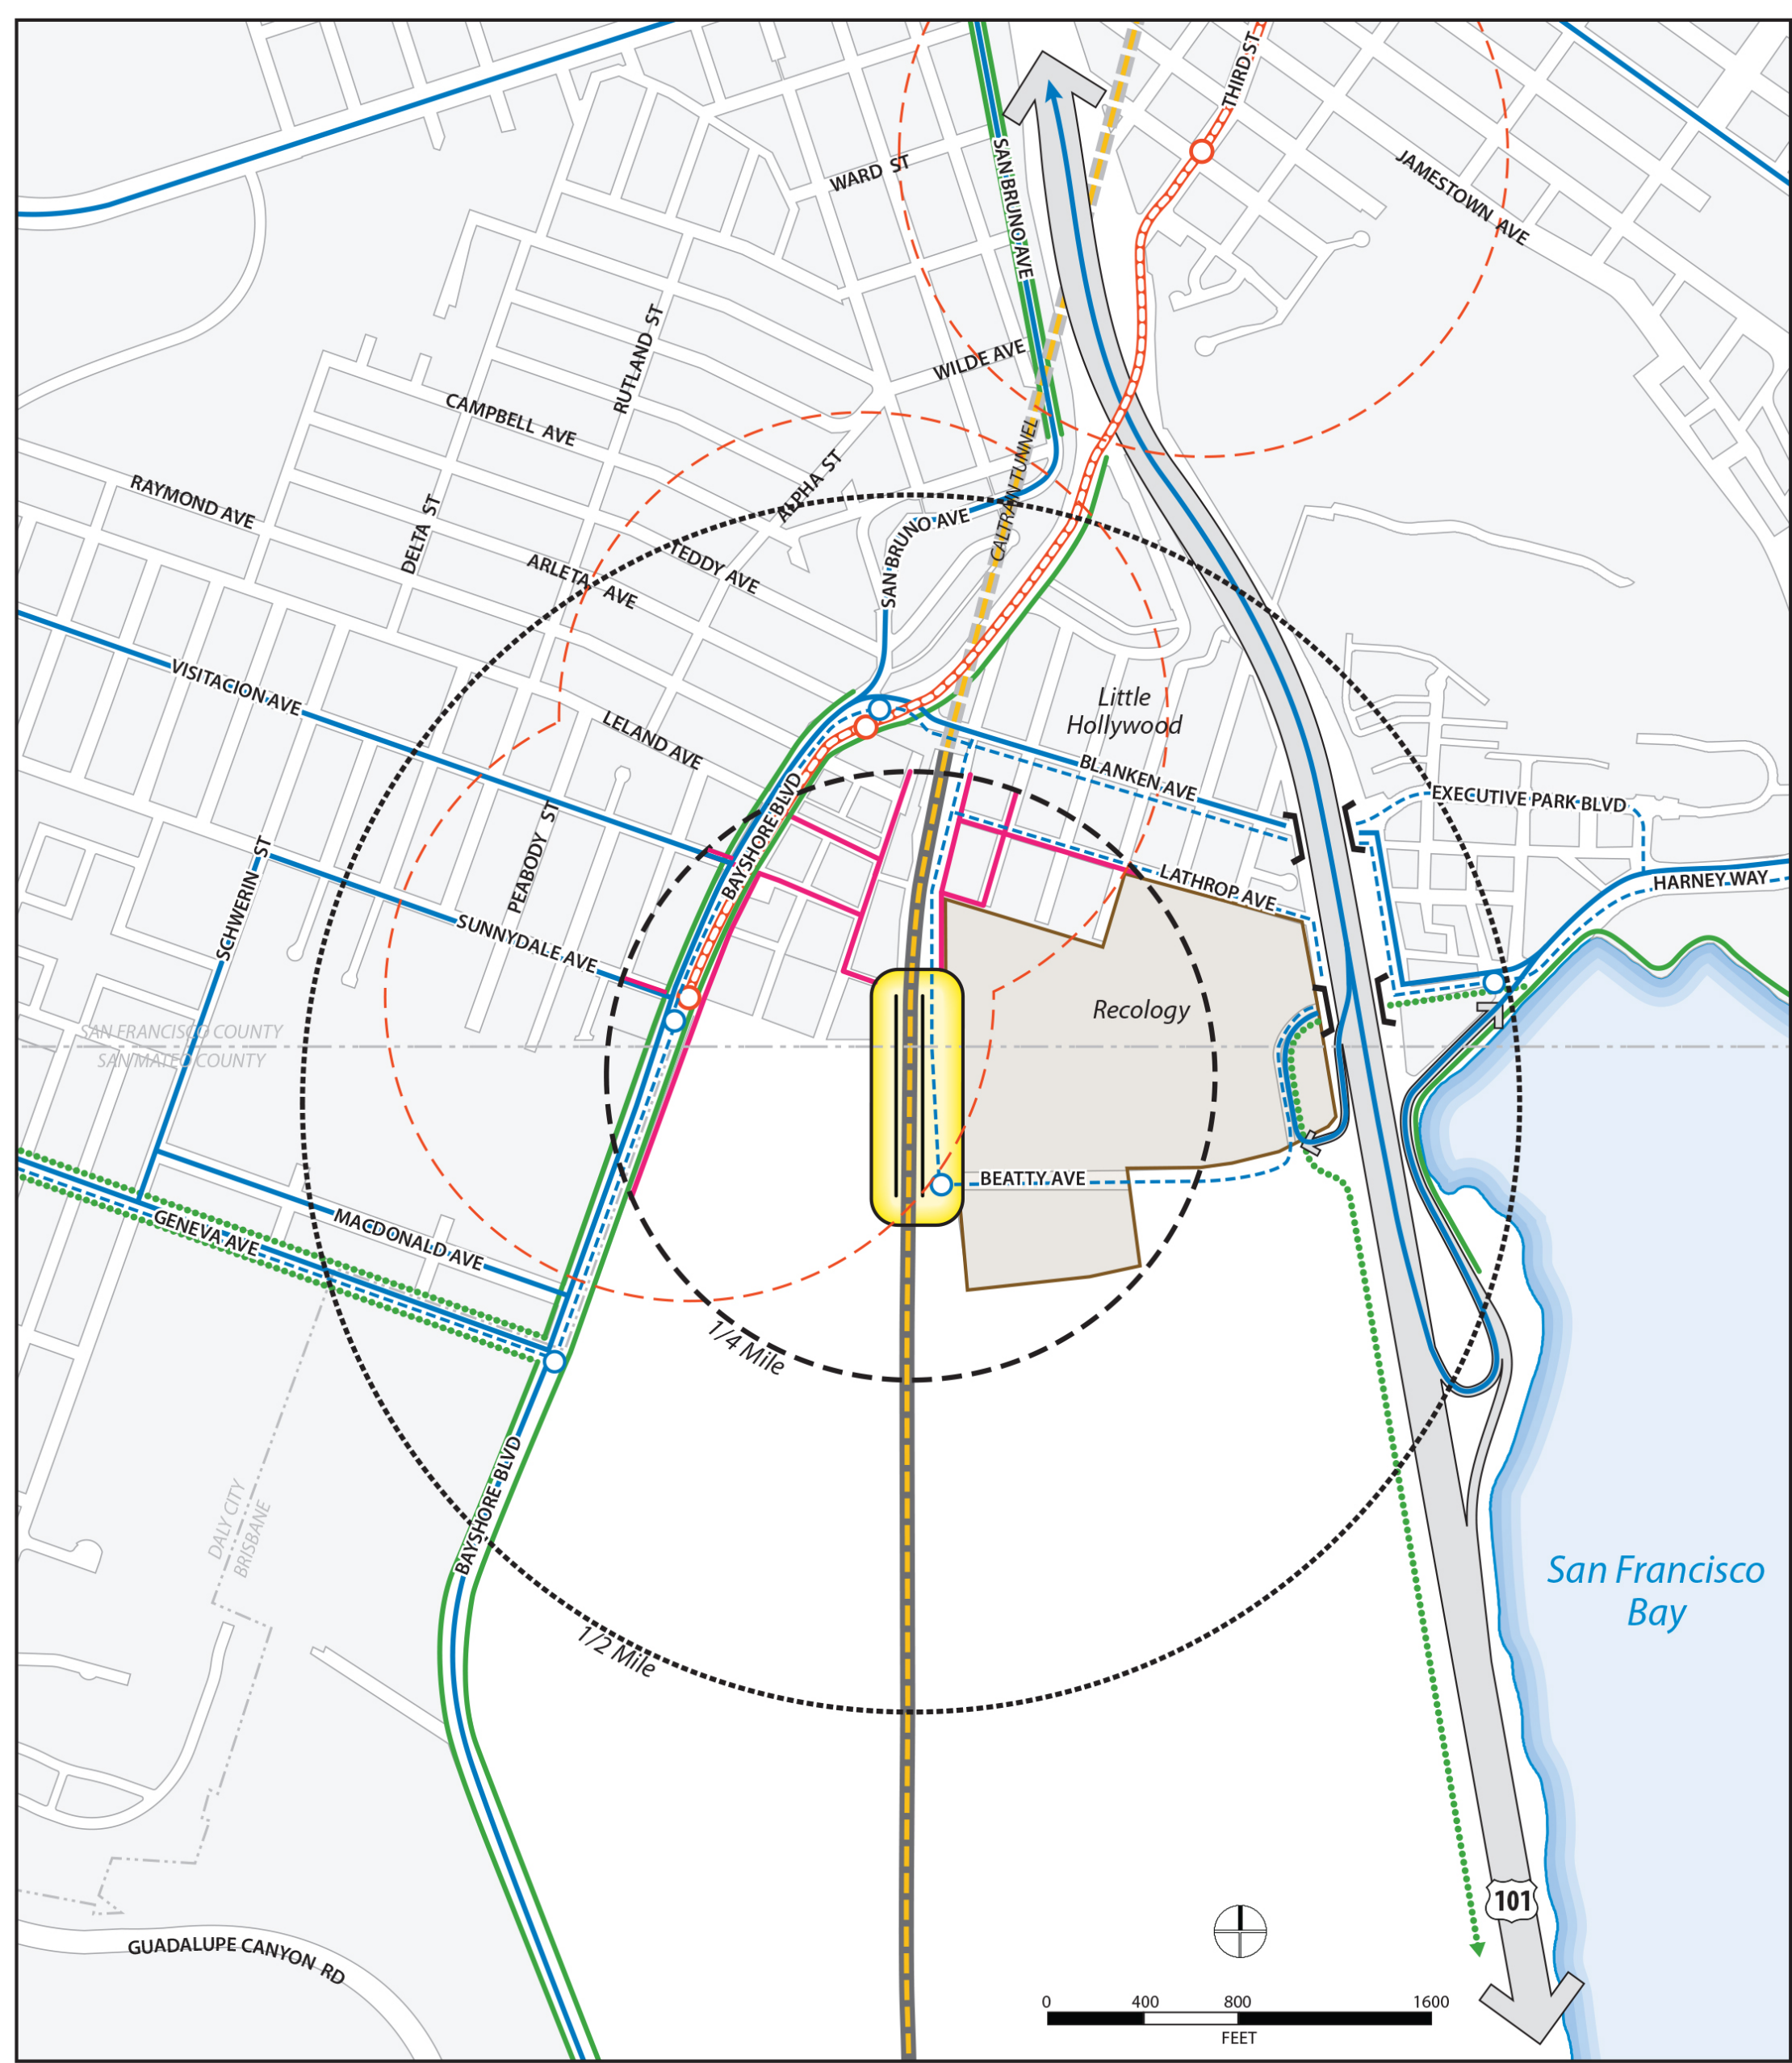 THIRD ST
WARD ST
SAN BRUNO AVE
JAMESTOWN AVE
WILDE AVE
RUTLAND ST
CAMPBELL AVE
CALTRAIN TUNNEL
ALPHA ST
RAYMOND AVE
DELTA ST
SAN BRUNO AVE
TEDDY AVE
ARLETA AVE
VISITACION AVE
LELAND AVE
Little
Hollywood
BLANKEN AVE
EXECUTIVE PARK BLVD
BAYSHORE BLVD
PEABODY ST
SCHWERIN ST
LATHROP AVE
HARNEY WAY
SUNNYDALE AVE
Recology
SAN FRANCISCO COUNTY
SAN MATEO COUNTY
BEATTY AVE
GENEVA AVE
MACDONALD AVE
1/4 Mile
BAYSHORE BLVD
DALY CITY
BRISBANE
San Francisco
Bay
1/2 Mile
101
GUADALUPE CANYON RD
0 400 800 1600
FEET